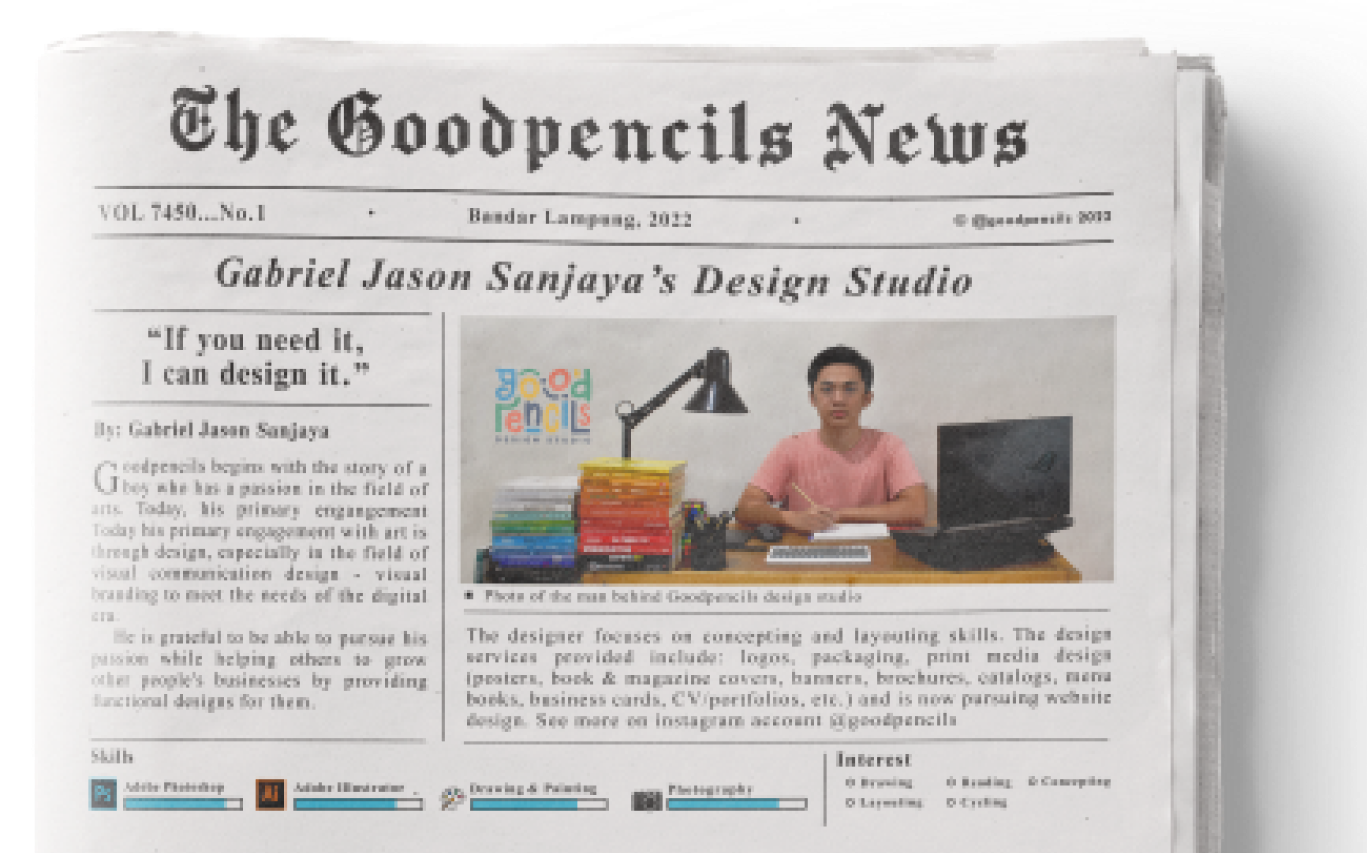 The Goodpencils News
VOL 7450...No.1 • Bandar Lampung, 2022 • © @goodpencils 2022
Gabriel Jason Sanjaya's Design Studio
“If you need it,
I can design it.”
By: Gabriel Jason Sanjaya
Goodpencils begins with the story of a
boy who has a passion in the field of
arts. Today, his primary engangement
Today his primary engagement with art is
through design, especially in the field of
visual communication design - visual
branding to meet the needs of the digital
era.
He is grateful to be able to pursue his
passion while helping others to grow
other people's businesses by providing
functional designs for them.
good
pencils
DESIGN STUDIO
Photo of the man behind Goodpencils design studio
The designer focuses on concepting and layouting skills. The design
services provided include: logos, packaging, print media design
(posters, book & magazine covers, banners, brochures, catalogs, menu
books, business cards, CV/portfolios, etc.) and is now pursuing website
design. See more on instagram account @goodpencils
Skills
Ps Adobe Photoshop
Ai Adobe Illustrator
Drawing & Painting
Photography
Interest
Drawing Reading Concepting
Layouting Cycling